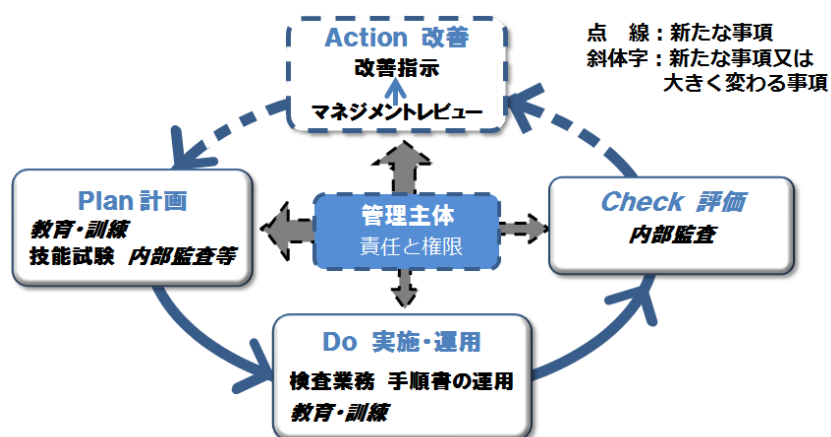 Action 改善
改善指示
マネジメントレビュー
点　線：新たな事項
斜体字：新たな事項又は
大きく変わる事項
Plan 計画
教育・訓練
技能試験 内部監査等
管理主体
責任と権限
Check 評価
内部監査
Do 実施・運用
検査業務 手順書の運用
教育・訓練